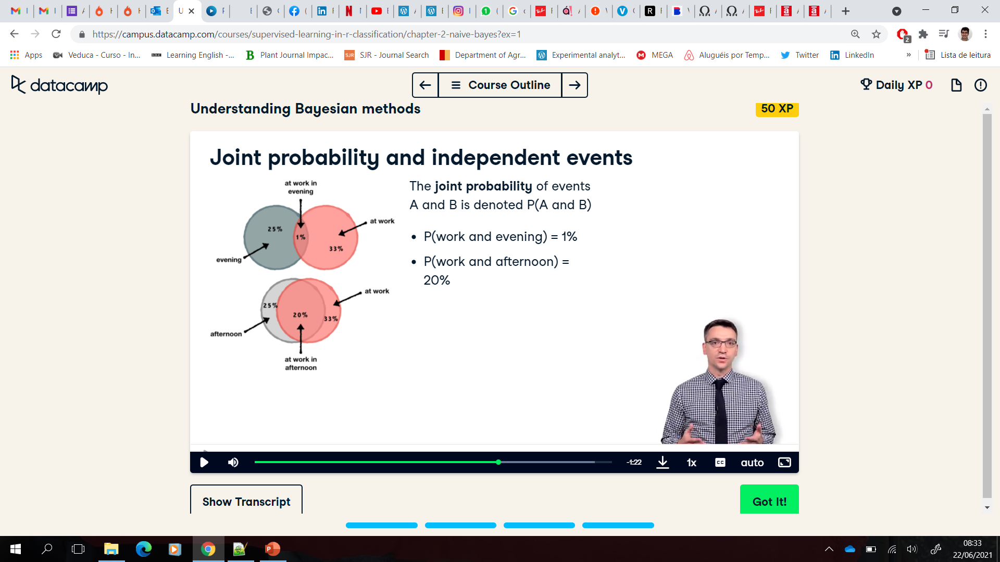 https://campus.datacamp.com/courses/supervised-learning-in-r-classification/chapter-2-naive-bayes?ex=1
2
Apps
Veduca - Curso - In...
Learning English -...
Plant Journal Impac...
SJR - Journal Search
Department of Agr...
Experimental analyt...
MEGA
Aluguéis por Temp...
Twitter
LinkedIn
»
Lista de leitura
datacamp
Course Outline
Daily XP 0
Understanding Bayesian methods
50 XP
Joint probability and independent events
at work in
evening
25%
1%
33%
at work
evening
The joint probability of events
A and B is denoted P(A and B)
• P(work and evening) = 1%
• P(work and afternoon) =
20%
25%
20%
33%
at work
afternoon
at work in
afternoon
-1:22
1x
CC
auto
Show Transcript
Got It!
08:33
22/06/2021